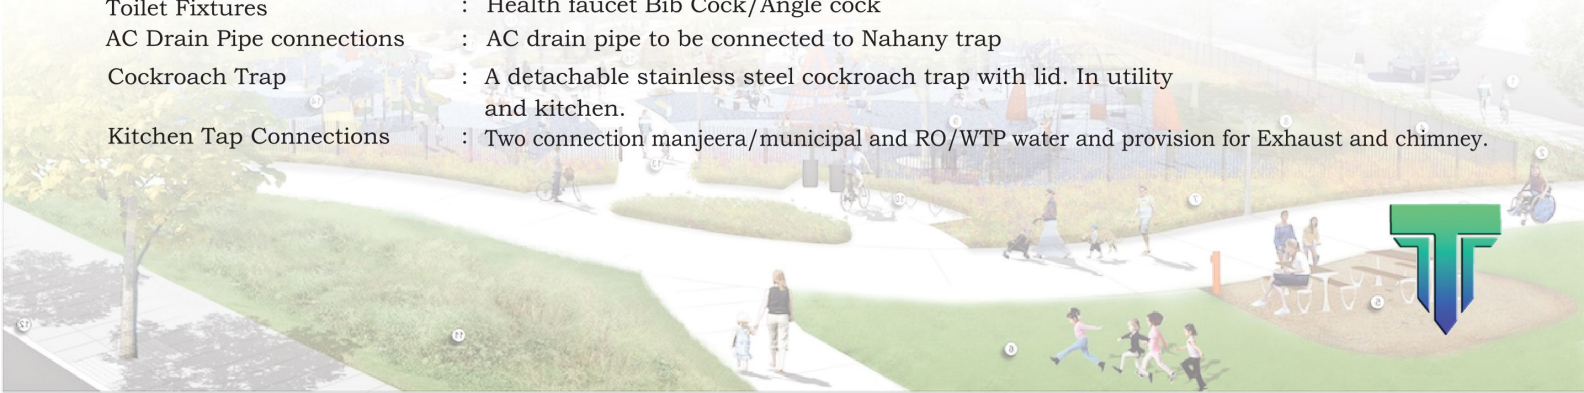 Toilet Fixtures : Health faucet Bib Cock/Angle cock
AC Drain Pipe connections : AC drain pipe to be connected to Nahany trap
Cockroach Trap : A detachable stainless steel cockroach trap with lid. In utility
and kitchen.
Kitchen Tap Connections : Two connection manjeera/municipal and RO/WTP water and provision for Exhaust and chimney.